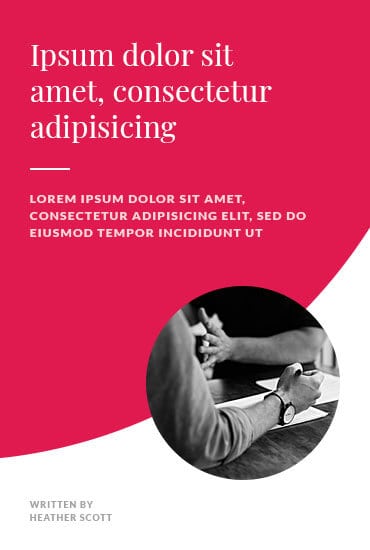 Ipsum dolor sit
amet, consectetur
adipisicing
LOREM IPSUM DOLOR SIT AMET,
CONSECTETUR ADIPISICING ELIT, SED DO
EIUSMOD TEMPOR INCIDIDUNT UT
WRITTEN BY
HEATHER SCOTT